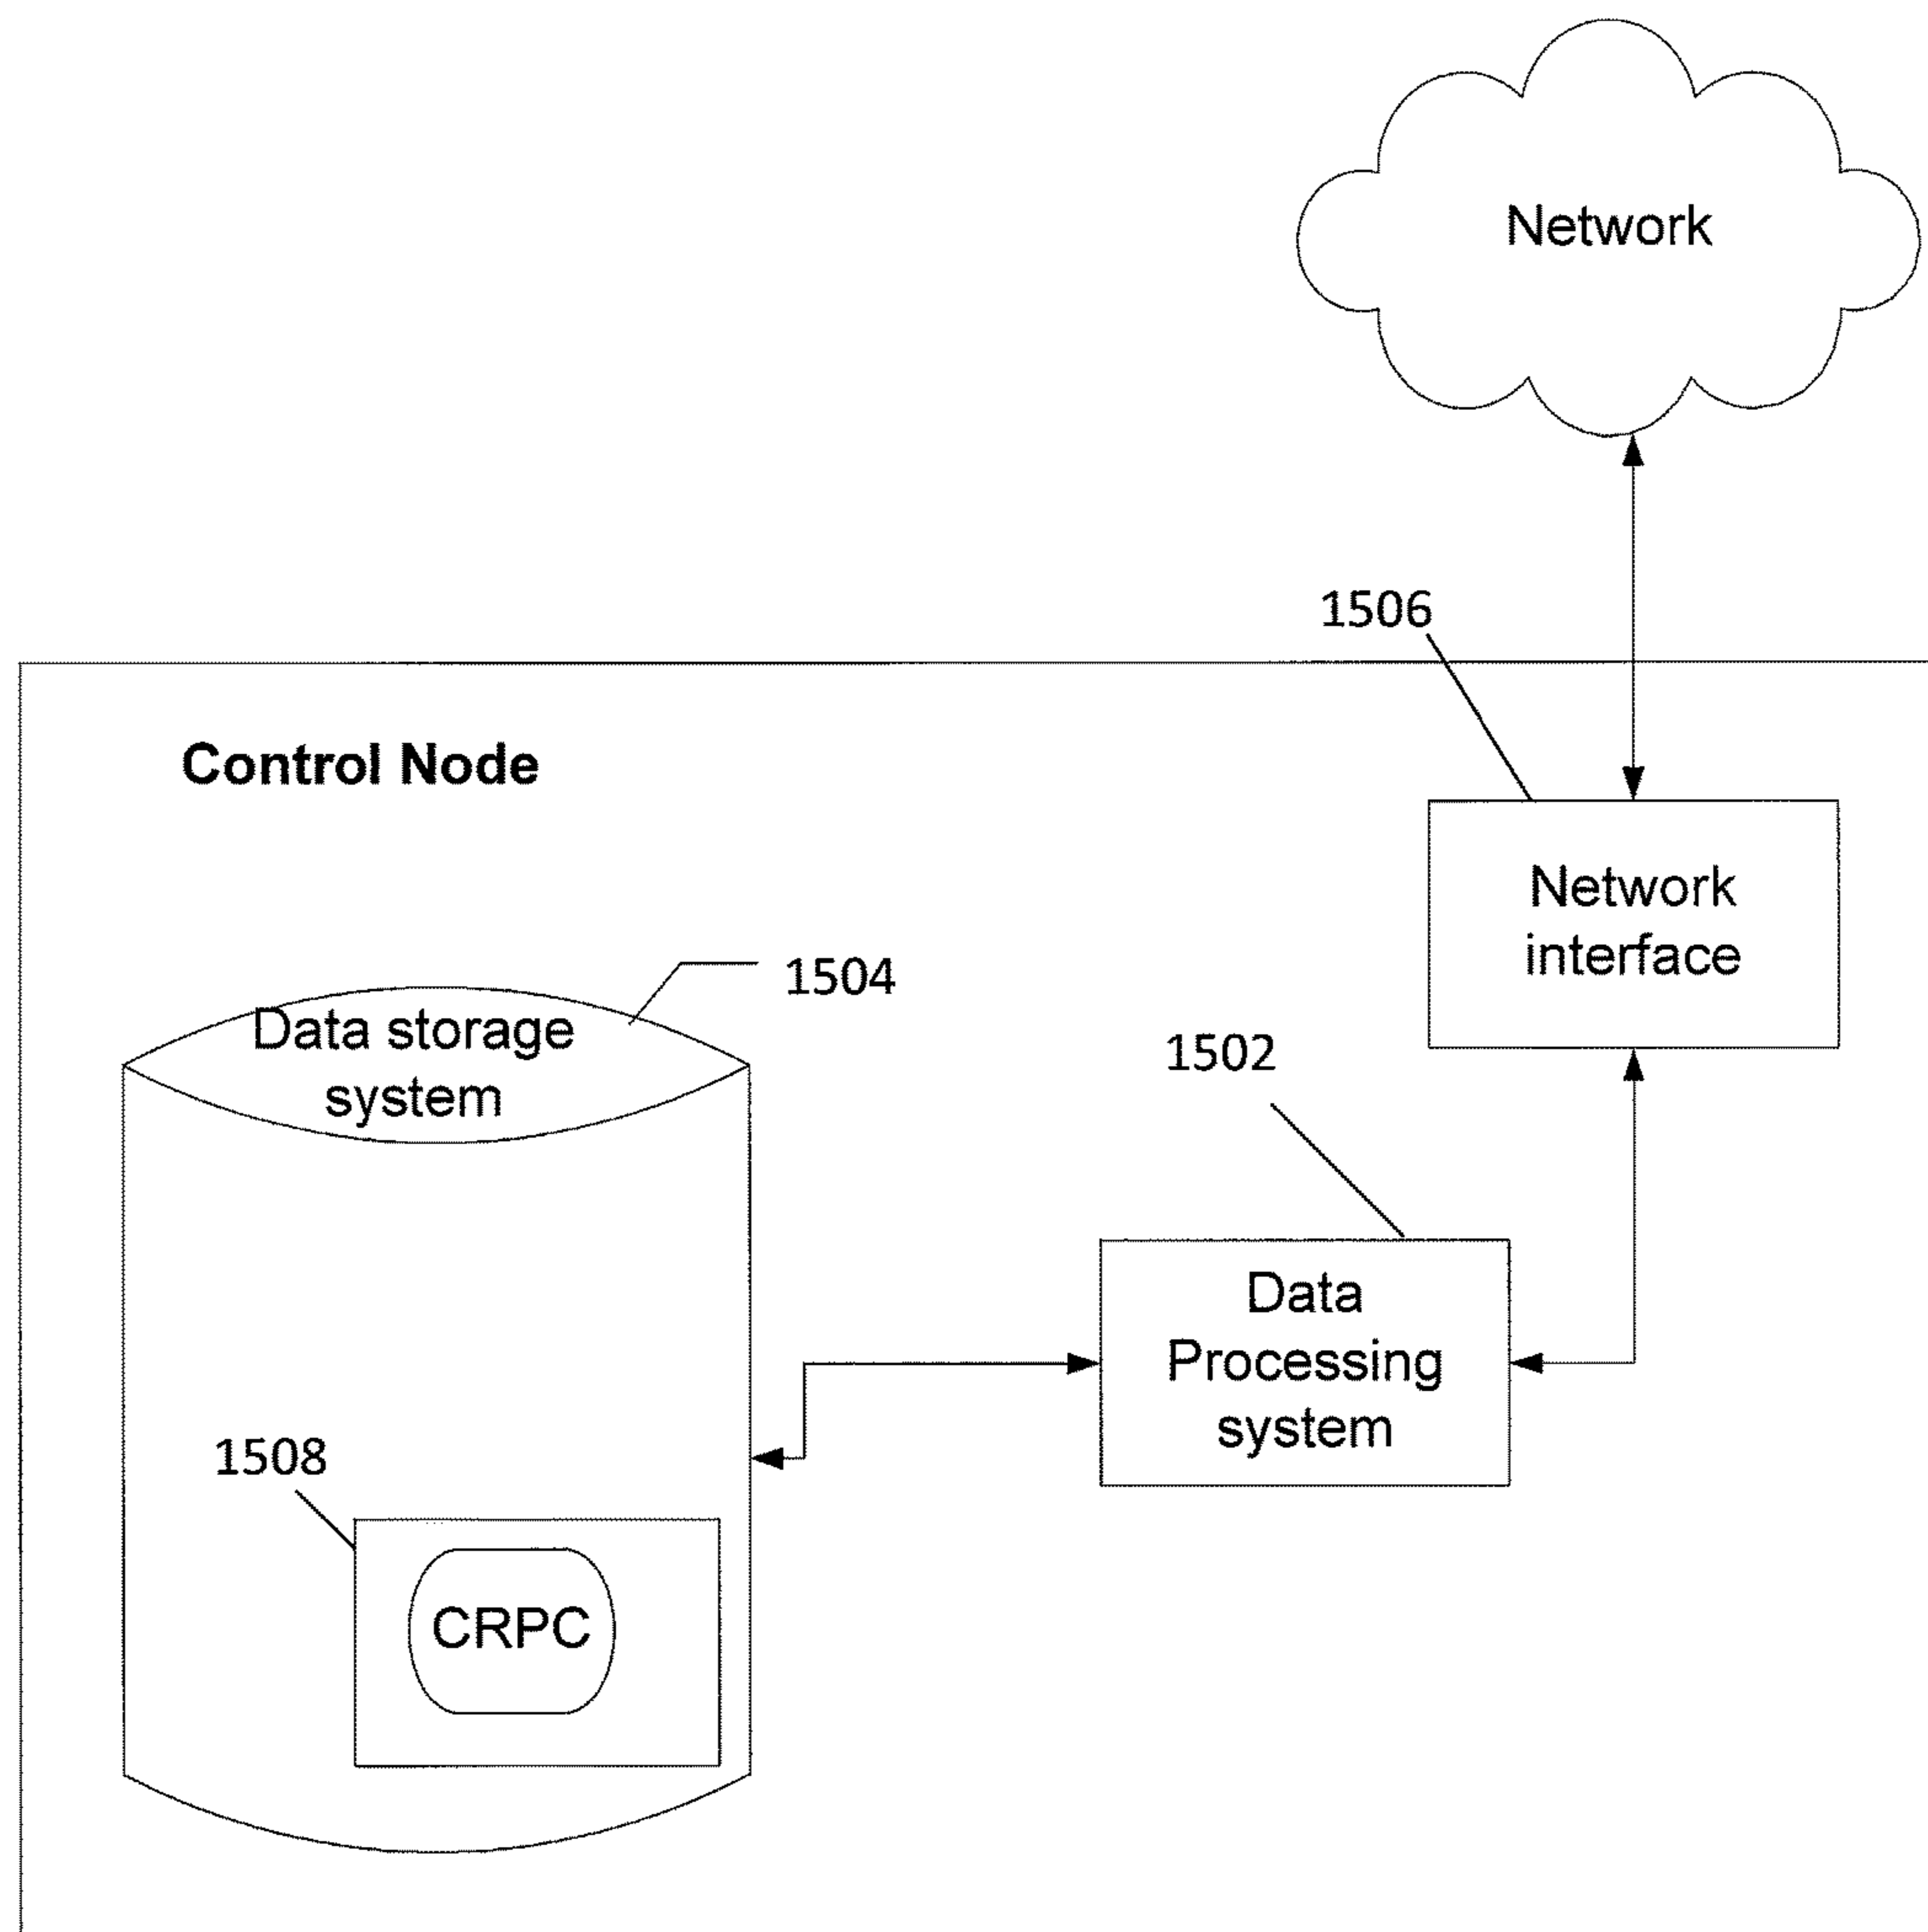 Network
1506
Control Node
Network
interface
1504
Data storage
system
1502
Data
Processing
system
1508
CRPC